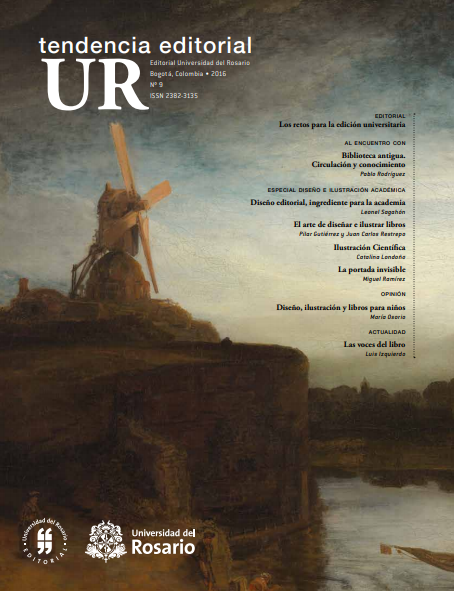 tendencia editorial
UR
Editorial Universidad del Rosario
Bogotá, Colombia • 2016
Nº 9
ISSN 2382-3135
EDITORIAL
Los retos para la edición universitaria
AL ENCUENTRO CON
Biblioteca antigua.
Circulación y conocimiento
Pablo Rodríguez
ESPECIAL DISEÑO E ILUSTRACIÓN ACADÉMICA
Diseño editorial, ingrediente para la academia
Leonel Sagahón
El arte de diseñar e ilustrar libros
Pilar Gutiérrez y Juan Carlos Restrepo
Ilustración Científica
Catalina Londoño
La portada invisible
Miguel Ramírez
OPINIÓN
Diseño, ilustración y libros para niños
María Osorio
ACTUALIDAD
Las voces del libro
Luis Izquierdo
Universidad del Rosario
EDITORIAL
Universidad del
Rosario